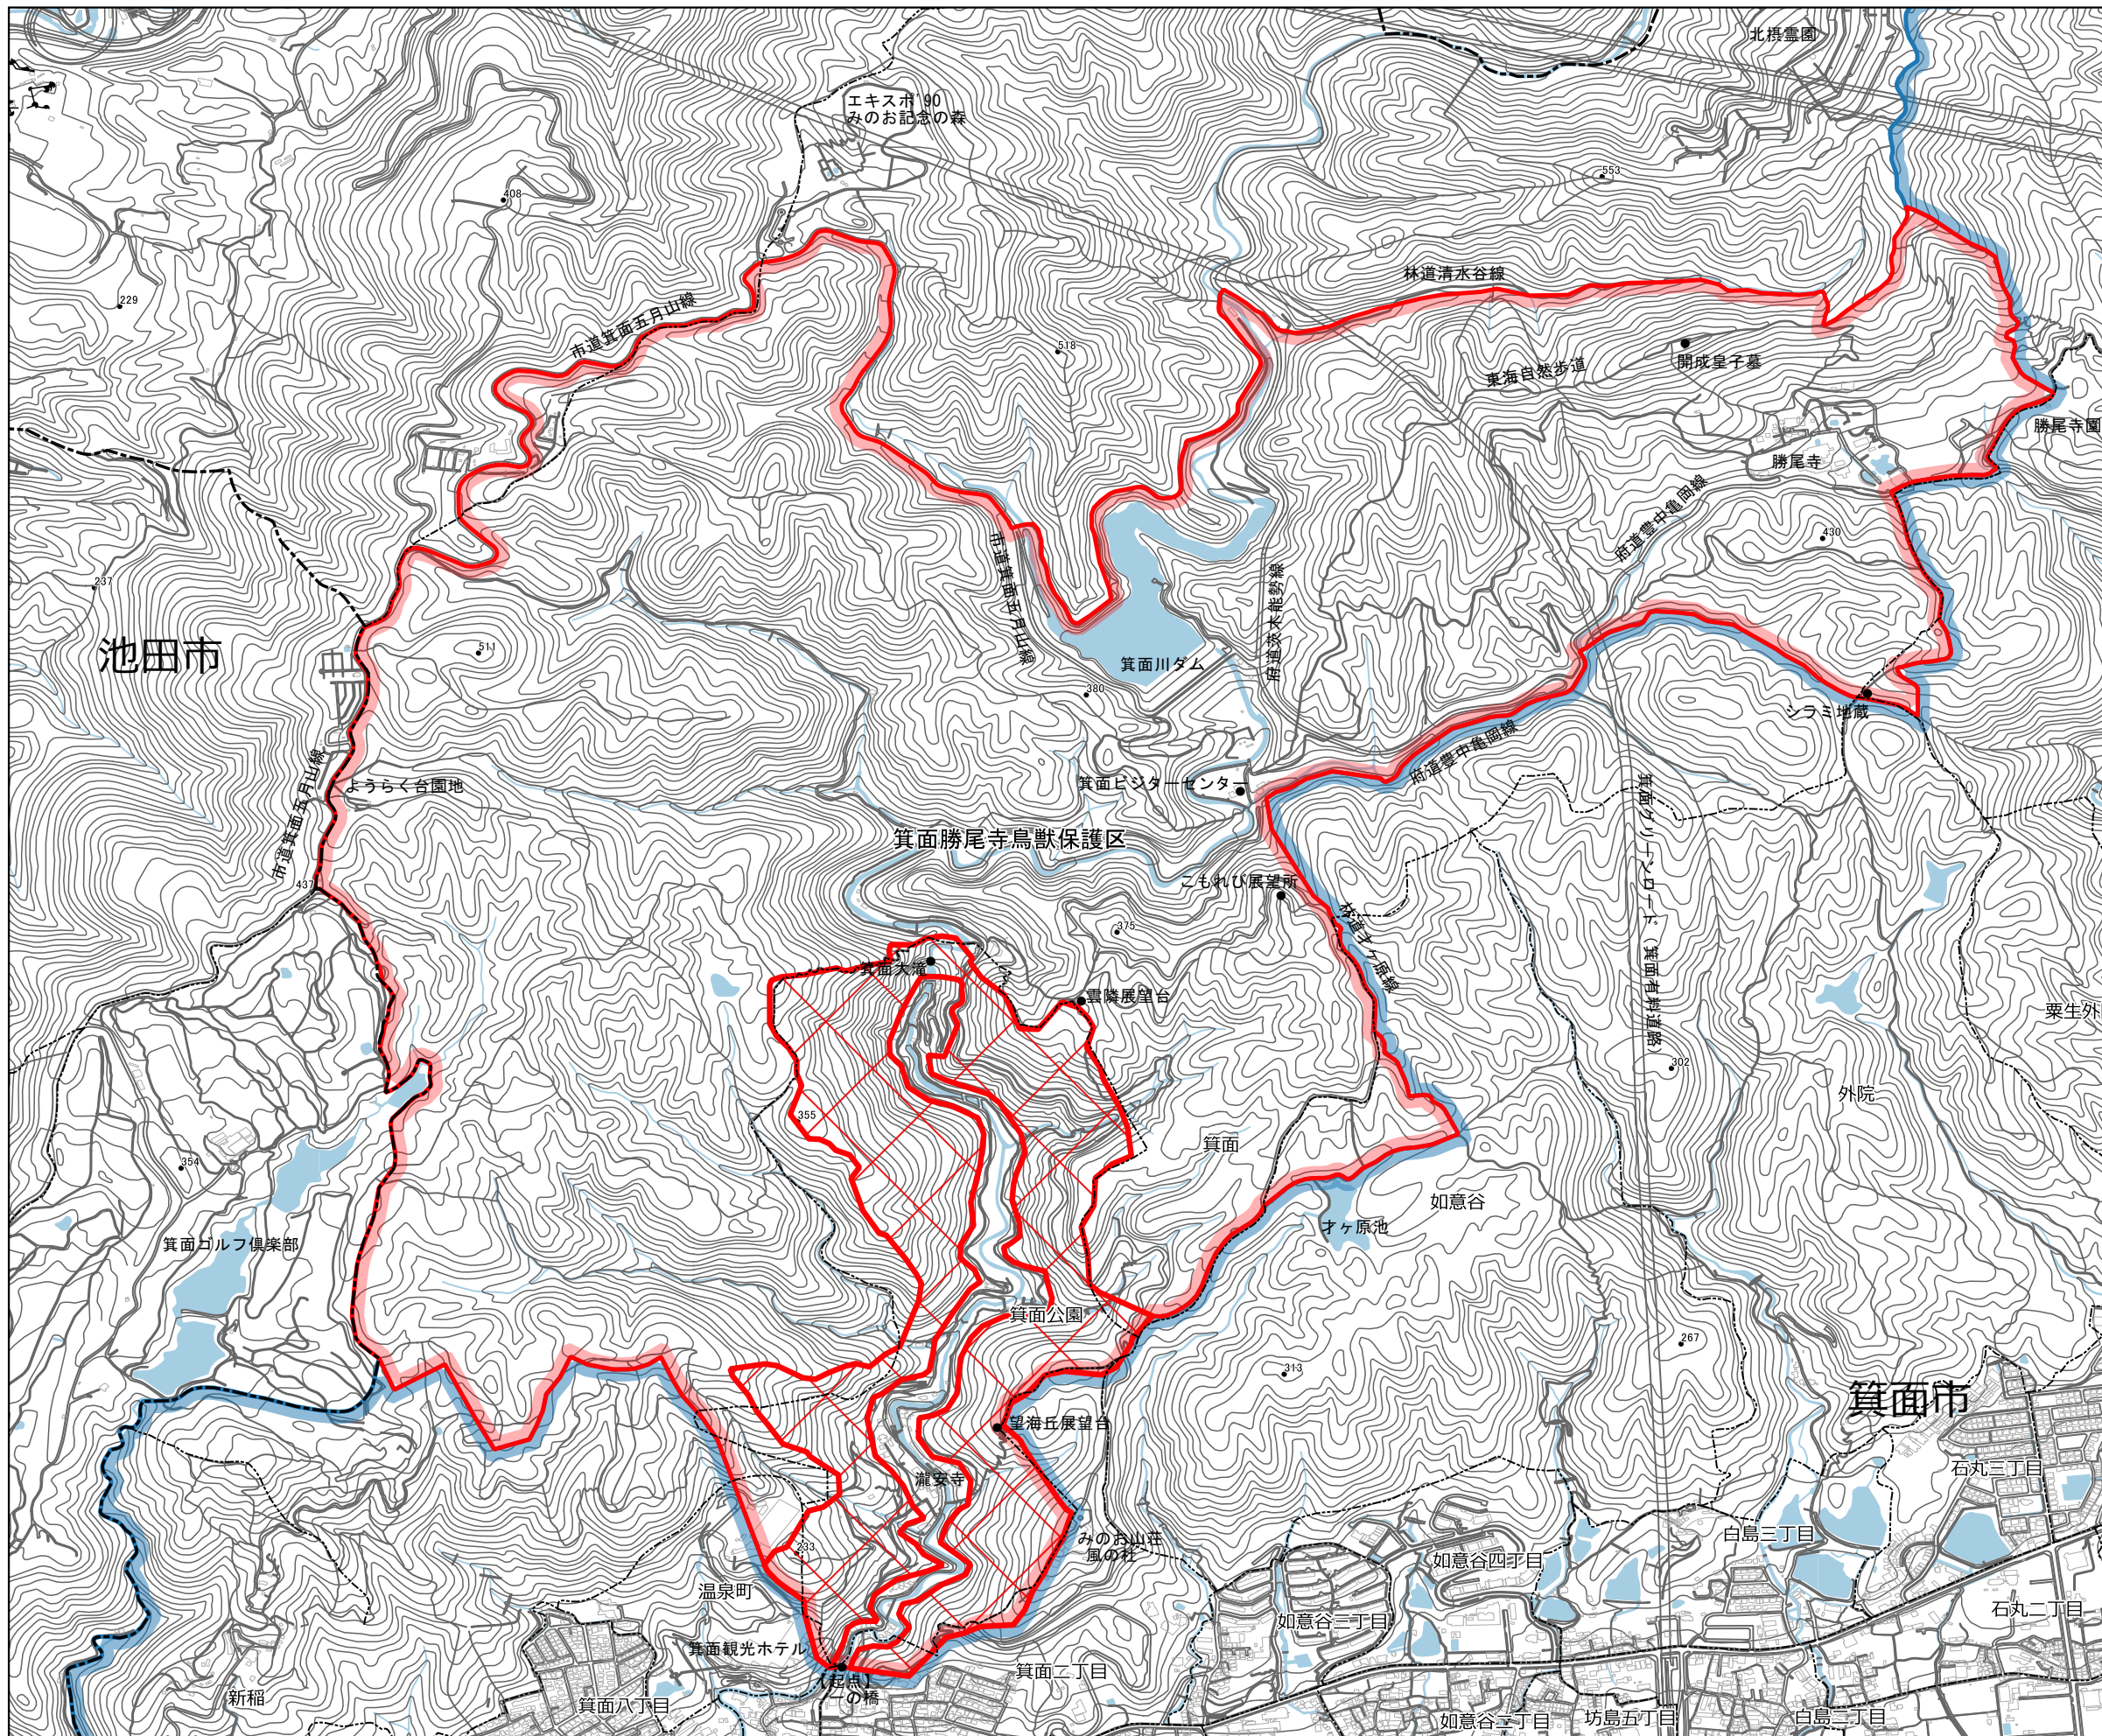 北摂霊園
エキスポ'90
みのお記念の森
553
408
林道清水谷線
229
市道箕面五月山線
518
東海自然歩道
開成皇子墓
勝尾寺園
勝尾寺
府道豊中亀岡線
430
市道箕面五月山線
237
府道茨木能勢線
池田市
511
箕面川ダム
380
シラミ地蔵
府道豊中亀岡線
市道箕面五月山線
ようらく台園地
箕面ビジターセンター
箕面グリーンロード(箕面有料道路)
箕面勝尾寺鳥獣保護区
437
こもれび展望所
林道才ヶ原線
375
箕面大滝
雲隣展望台
粟生外
302
外院
355
箕面
354
如意谷
才ヶ原池
箕面ゴルフ倶楽部
箕面公園
267
313
箕面市
望海丘展望台
石丸三丁目
瀧安寺
白島三丁目
みのお山荘
風の杜
233
如意谷四丁目
温泉町
石丸二丁目
如意谷三丁目
箕面観光ホテル
箕面二丁目
【起点】
一の橋
新稲
箕面八丁目
如意谷二丁目
坊島五丁目
白島二丁目